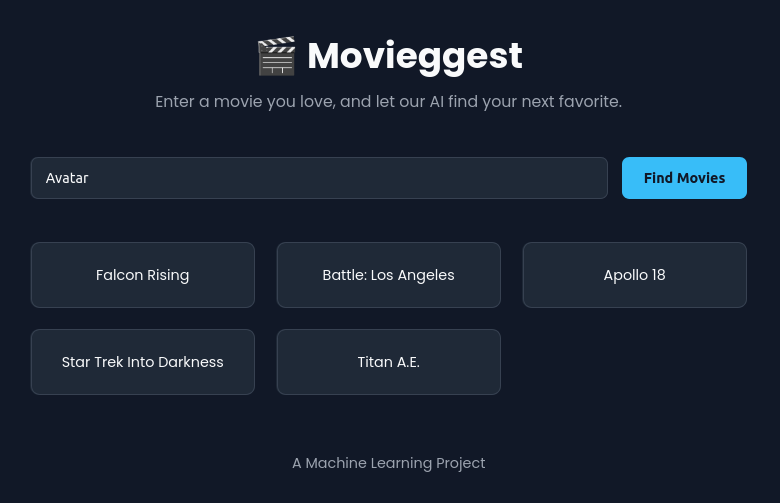 Movieggest
Enter a movie you love, and let our AI find your next favorite.
Avatar
Find Movies
Falcon Rising
Battle: Los Angeles
Apollo 18
Star Trek Into Darkness
Titan A.E.
A Machine Learning Project